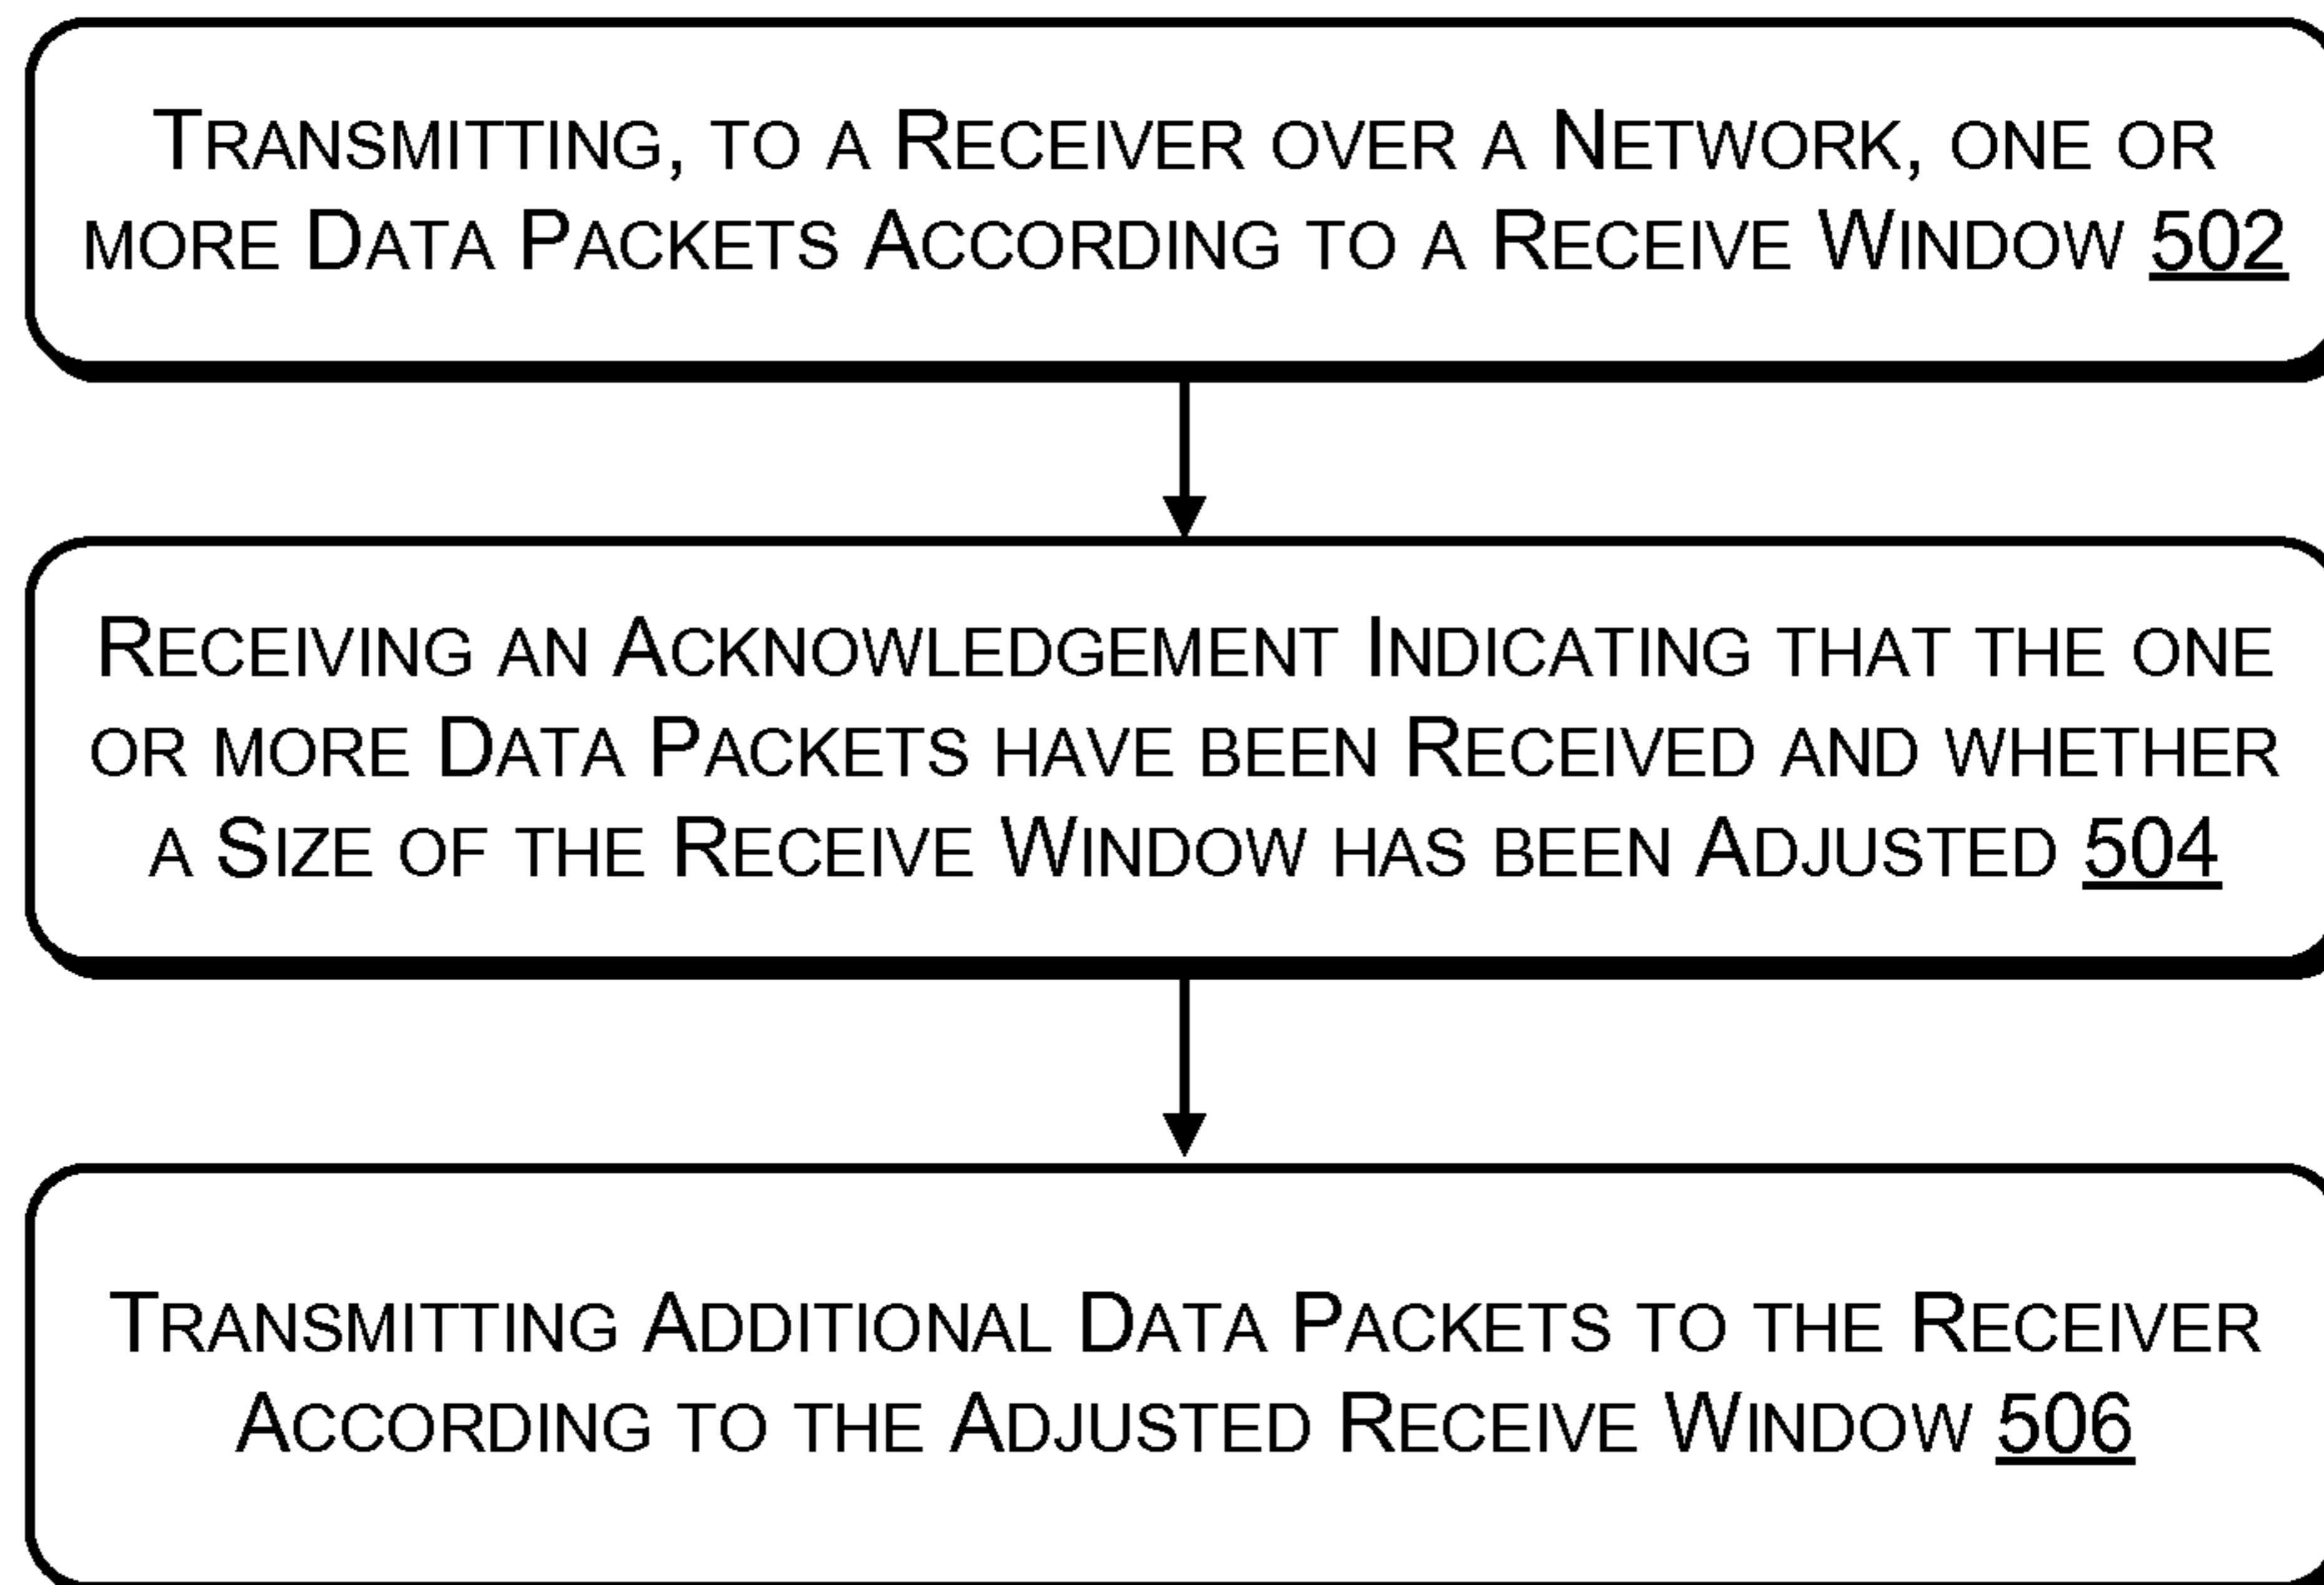 Transmitting, to a Receiver over a Network, one or
more Data Packets According to a Receive Window 502
Receiving an Acknowledgement Indicating that the one
or more Data Packets have been Received and whether
a Size of the Receive Window has been Adjusted 504
Transmitting Additional Data Packets to the Receiver
According to the Adjusted Receive Window 506